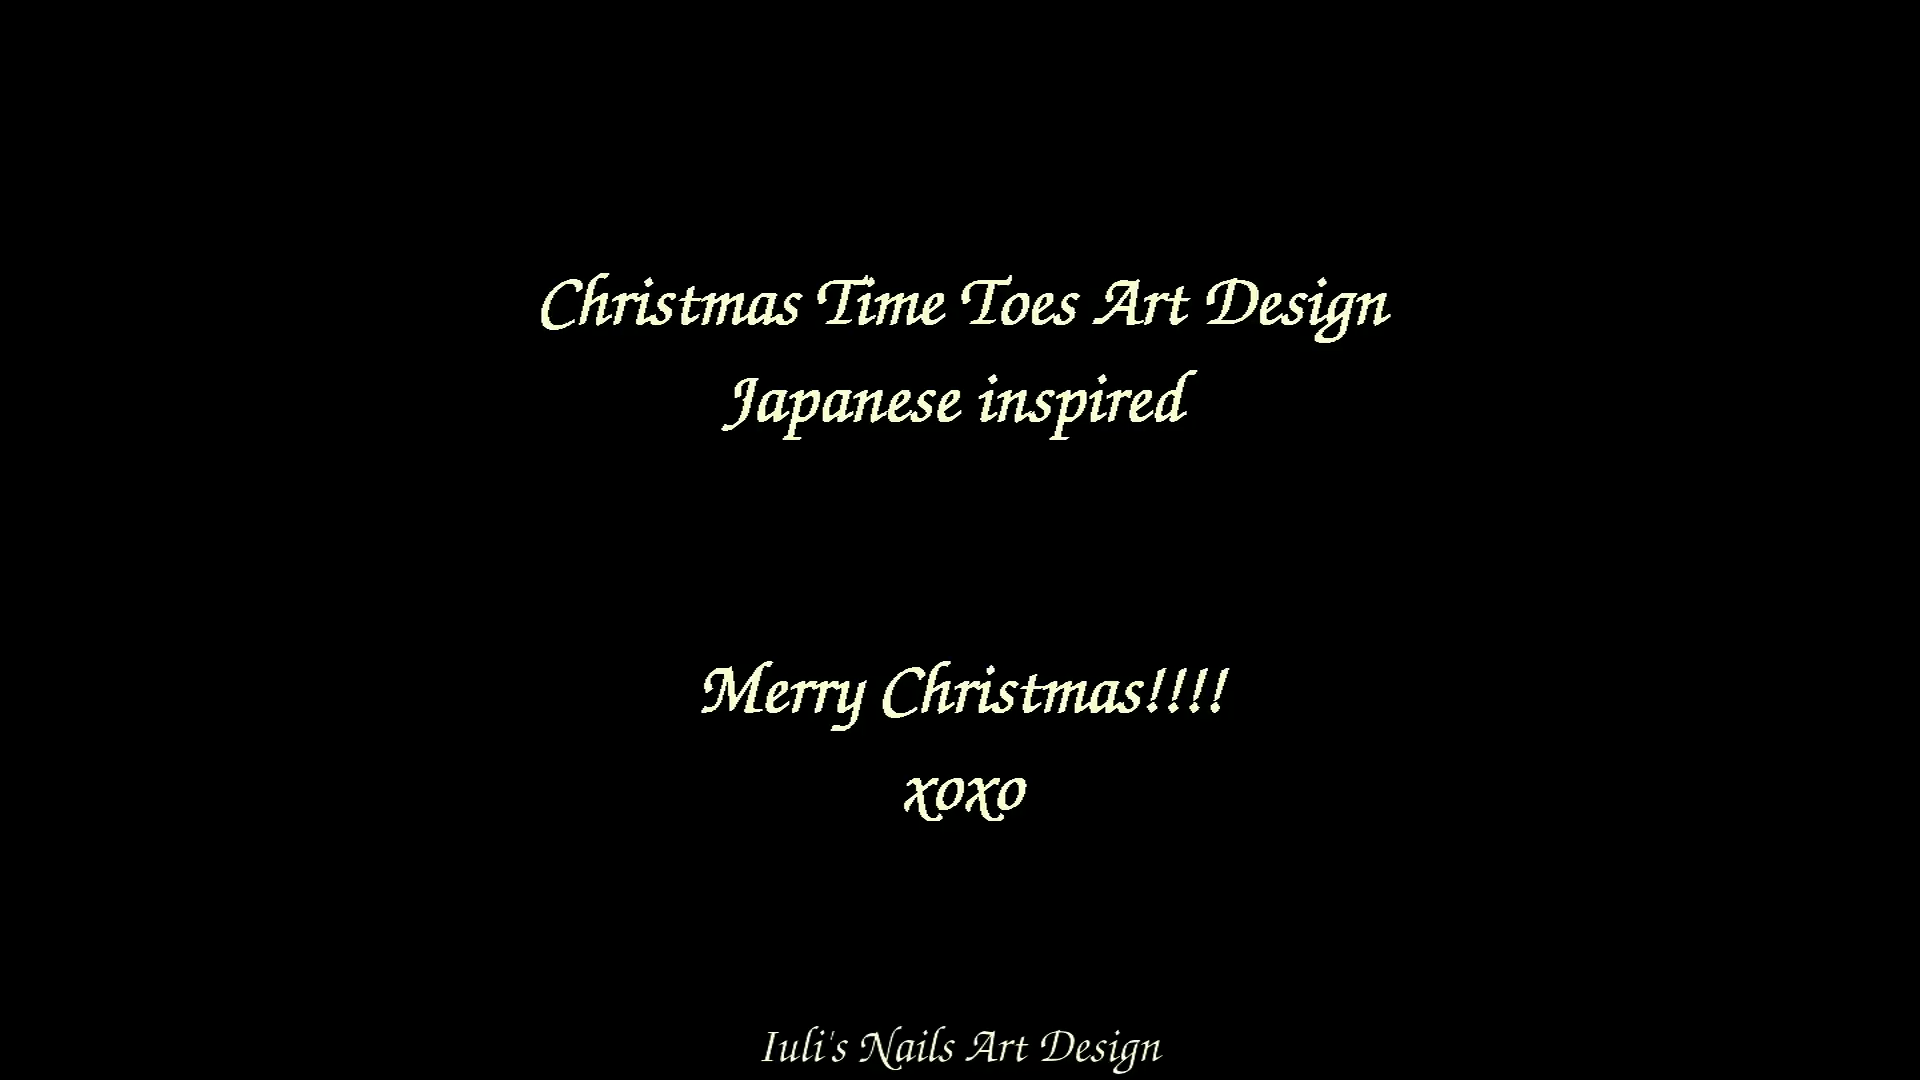 Christmas Time Toes Art Design
Japanese inspired
Merry Christmas!!!!
xoxo
Iuli's Nails Art Design